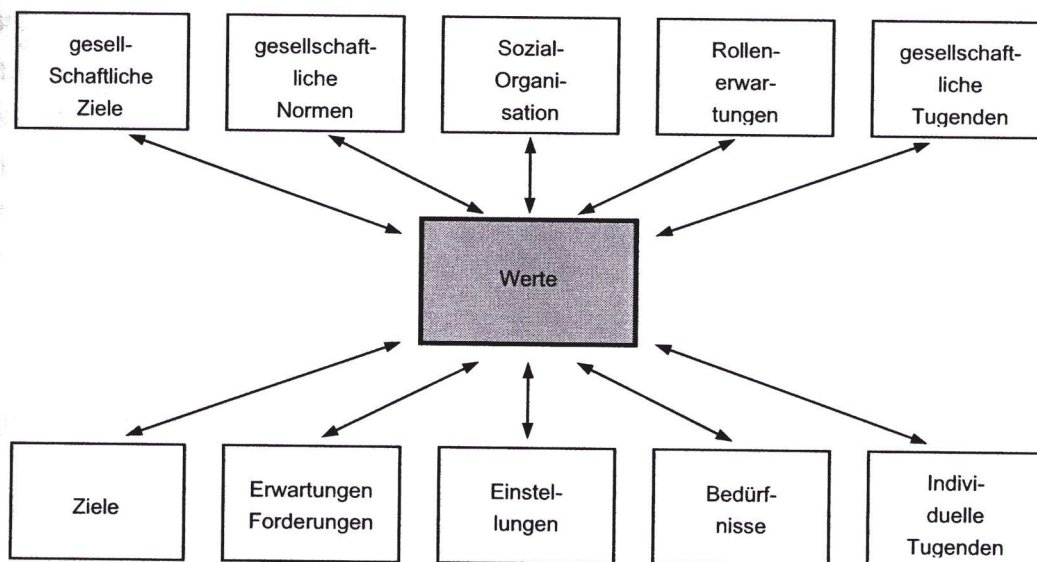 gesell-
Schaftliche
Ziele
gesellschaft-
liche
Normen
Sozial-
Organi-
sation
Rollen-
erwar-
tungen
gesellschaft-
liche
Tugenden
Werte
Ziele
Erwartungen
Forderungen
Einstel-
lungen
Bedürf-
nisse
Indivi-
duelle
Tugenden